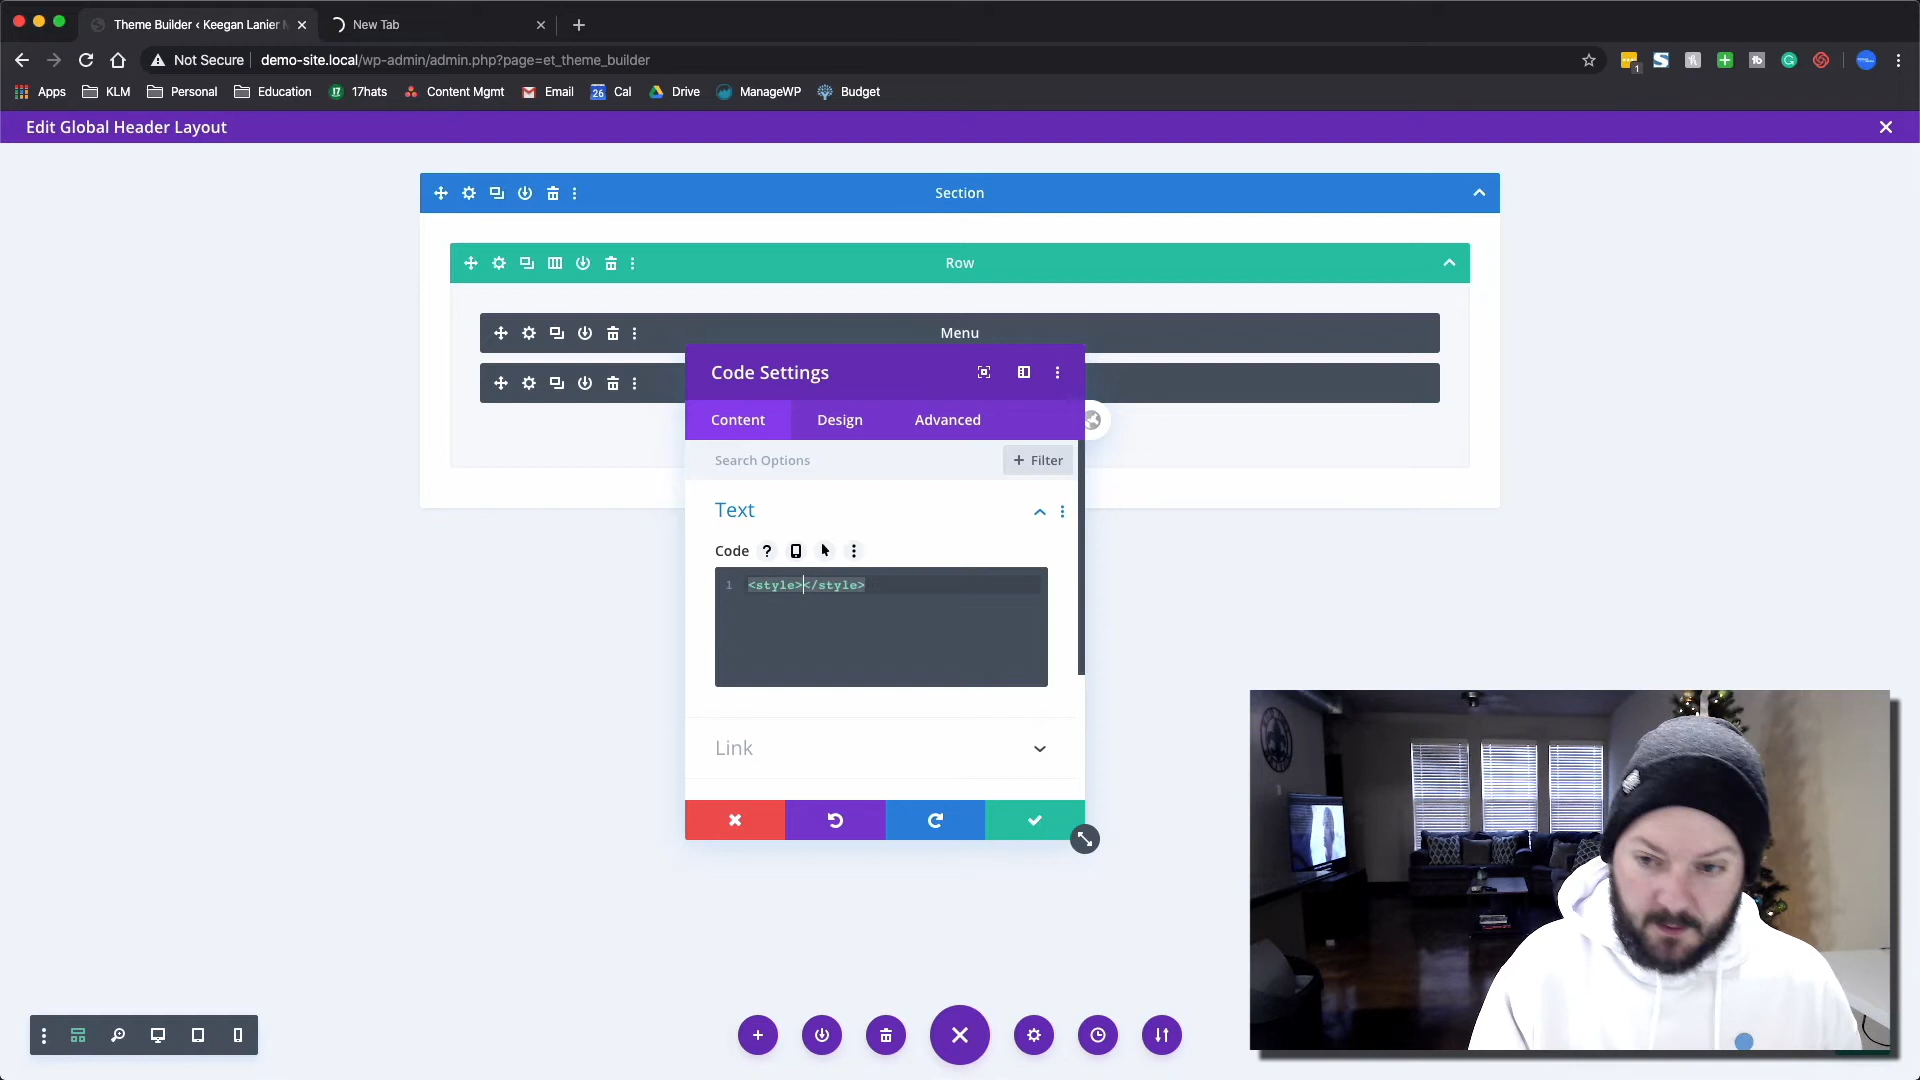 Theme Builder ‹ Keegan Lanier
New Tab
Not Secure
demo-site.local/wp-admin/admin.php?page=et_theme_builder
1
Apps KLM Personal Education 17hats Content Mgmt Email Cal Drive ManageWP Budget
Edit Global Header Layout
Section
Row
Menu
Code Settings
Content Design Advanced
Search Options + Filter
Text
Code ?
1 <style></style>
Link